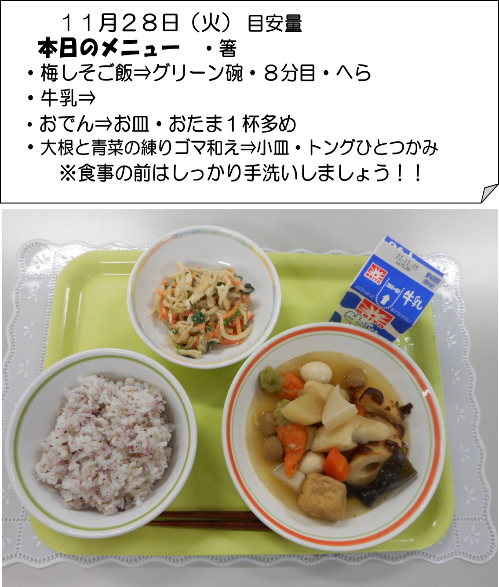 １１月２８日（火） 目安量
本日のメニュー ・箸
・梅しそご飯⇒グリーン碗・８分目・へら
・牛乳⇒
・おでん⇒お皿・おたま１杯多め
・大根と青菜の練りゴマ和え⇒小皿・トングひとつかみ
※食事の前はしっかり手洗いしましょう！！
牛乳